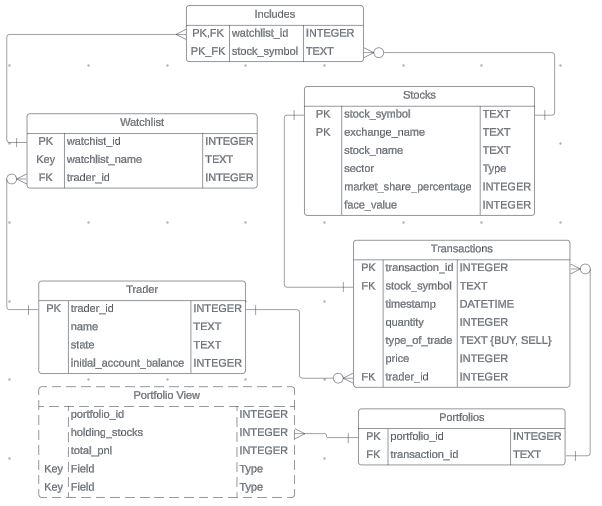 Includes
PK,FK watchlist_id INTEGER
PK_FK stock_symbol TEXT
Stocks
PK stock_symbol TEXT
PK exchange_name TEXT
stock_name TEXT
sector Type
market_share_percentage INTEGER
face_value INTEGER
Watchlist
PK watchist_id INTEGER
Key watchlist_name TEXT
FK trader_id INTEGER
Transactions
PK transaction_id INTEGER
FK stock_symbol TEXT
timestamp DATETIME
quantity INTEGER
type_of_trade TEXT {BUY, SELL}
price INTEGER
FK trader_id INTEGER
Trader
PK trader_id INTEGER
name TEXT
state TEXT
initial_account_balance INTEGER
Portfolio View
portfolio_id INTEGER
holding_stocks INTEGER
total_pnl INTEGER
Key Field Type
Key Field Type
Portfolios
PK portfolio_id INTEGER
FK transaction_id TEXT